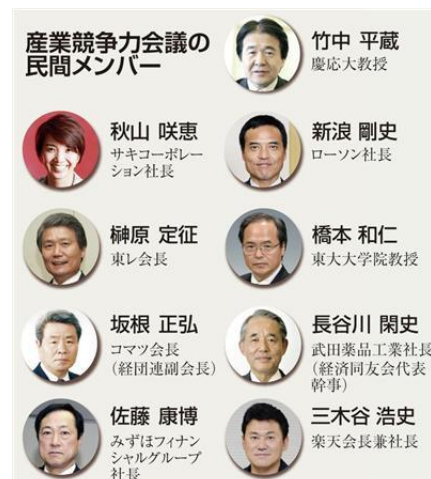 産業競争力会議の
民間メンバー
竹中 平蔵
慶応大教授
秋山 咲恵
サキコーポレー
ション社長
新浪 剛史
ローソン社長
榊原 定征
東レ会長
橋本 和仁
東大大学院教授
坂根 正弘
コマツ会長
（経団連副会長）
長谷川 閑史
武田薬品工業社長
（経済同友会代表
幹事）
佐藤 康博
みずほフィナン
シャルグループ
社長
三木谷 浩史
楽天会長兼社長